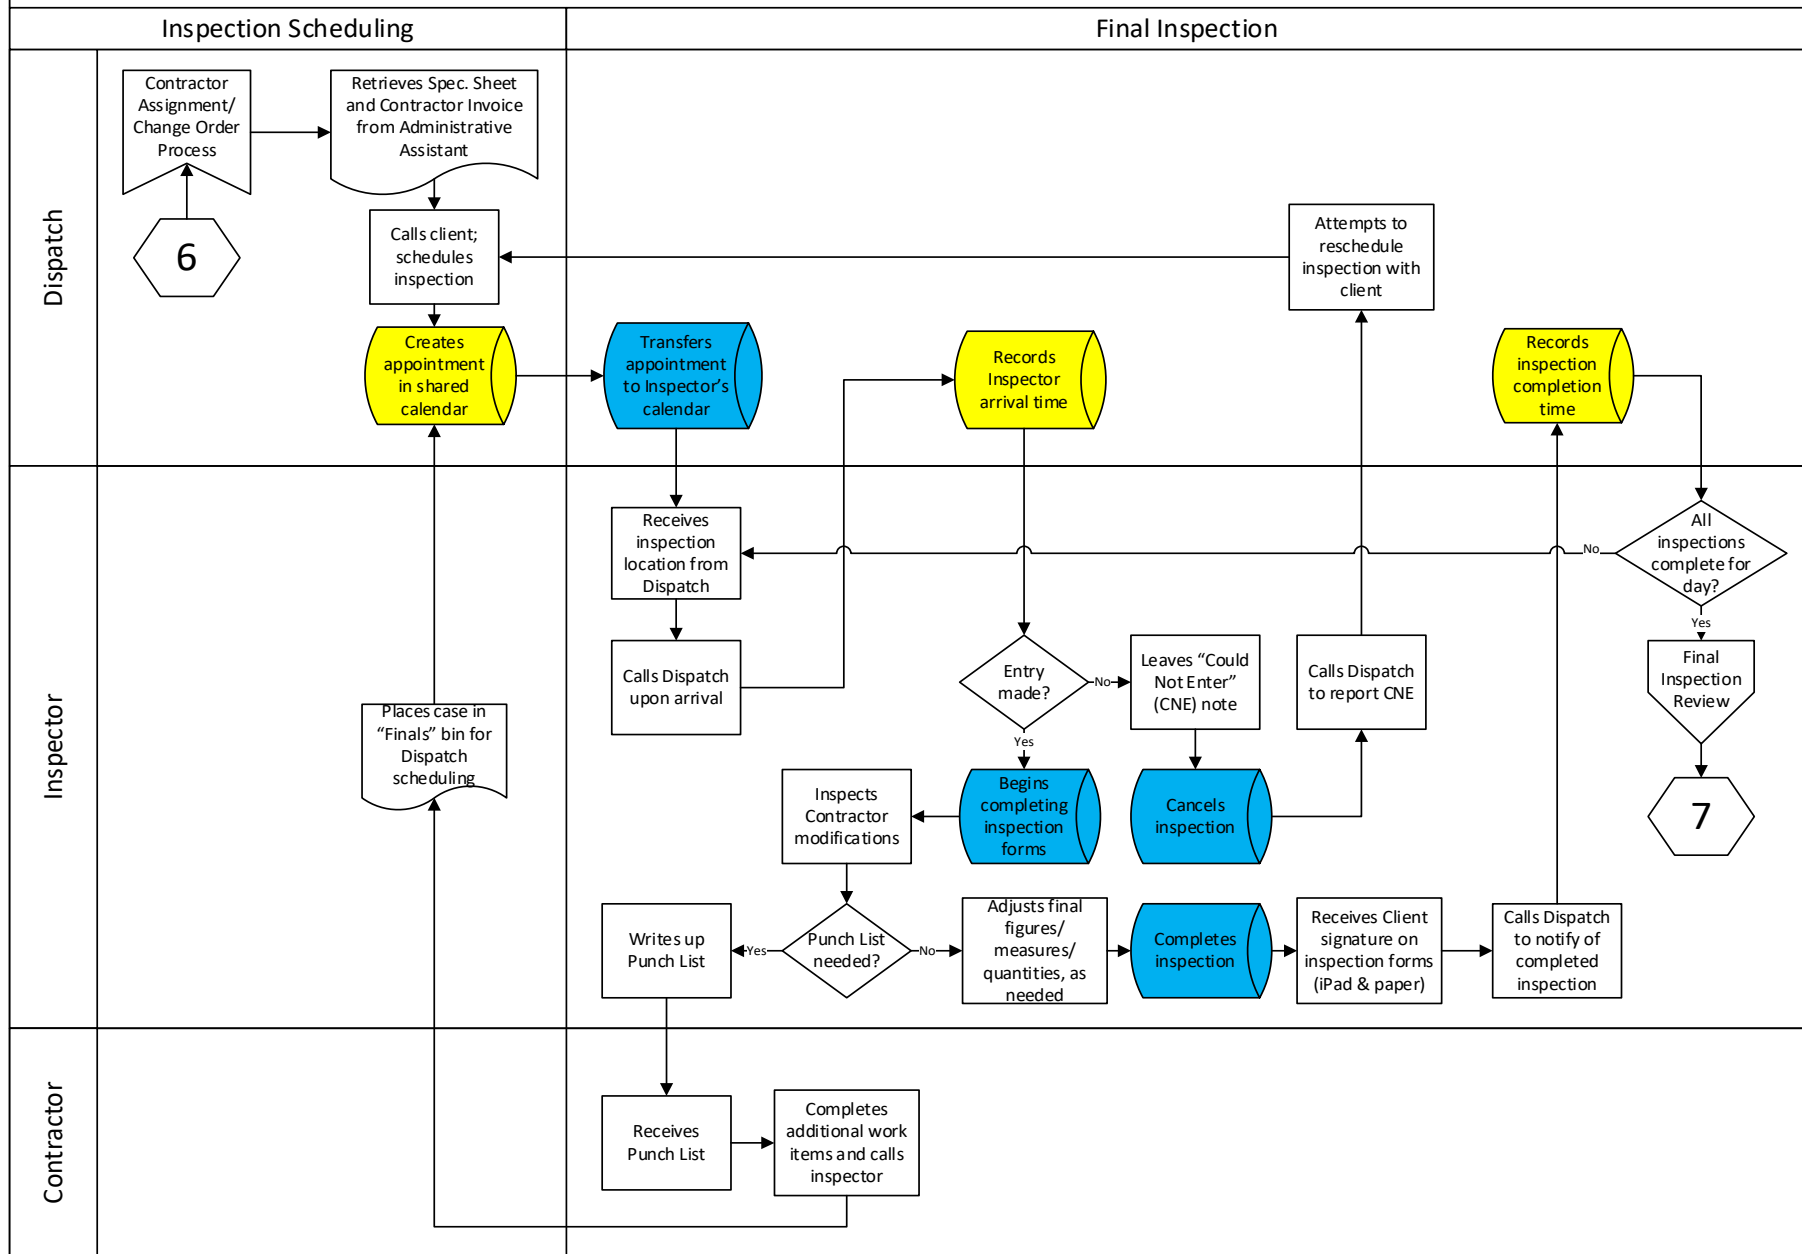 Inspection Scheduling
Final Inspection
Dispatch
Contractor
Assignment/
Change Order
Process
Retrieves Spec. Sheet
and Contractor Invoice
from Administrative
Assistant
6
Calls client;
schedules
inspection
Attempts to
reschedule
inspection with
client
Creates
appointment
in shared
calendar
Transfers
appointment
to Inspector’s
calendar
Records
Inspector
arrival time
Records
inspection
completion
time
Inspector
Receives
inspection
location from
Dispatch
No
All
inspections
complete for
day?
Yes
Calls Dispatch
upon arrival
Entry
made?
No
Leaves “Could
Not Enter”
(CNE) note
Calls Dispatch
to report CNE
Final
Inspection
Review
Yes
Places case in
“Finals” bin for
Dispatch
scheduling
Inspects
Contractor
modifications
Begins
completing
inspection
forms
Cancels
inspection
7
Writes up
Punch List
Yes
Punch List
needed?
No
Adjusts final
figures/
measures/
quantities, as
needed
Completes
inspection
Receives Client
signature on
inspection forms
(iPad & paper)
Calls Dispatch
to notify of
completed
inspection
Contractor
Receives
Punch List
Completes
additional work
items and calls
inspector